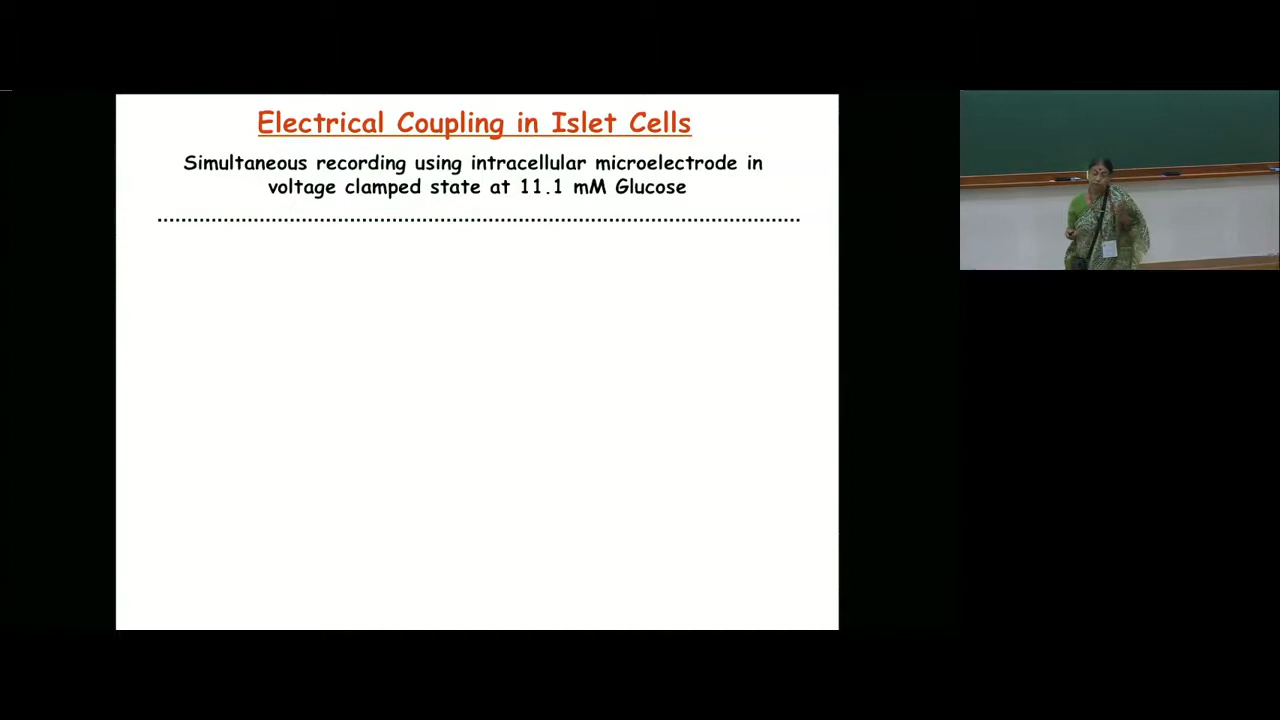 Electrical Coupling in Islet Cells
Simultaneous recording using intracellular microelectrode in
voltage clamped state at 11.1 mM Glucose